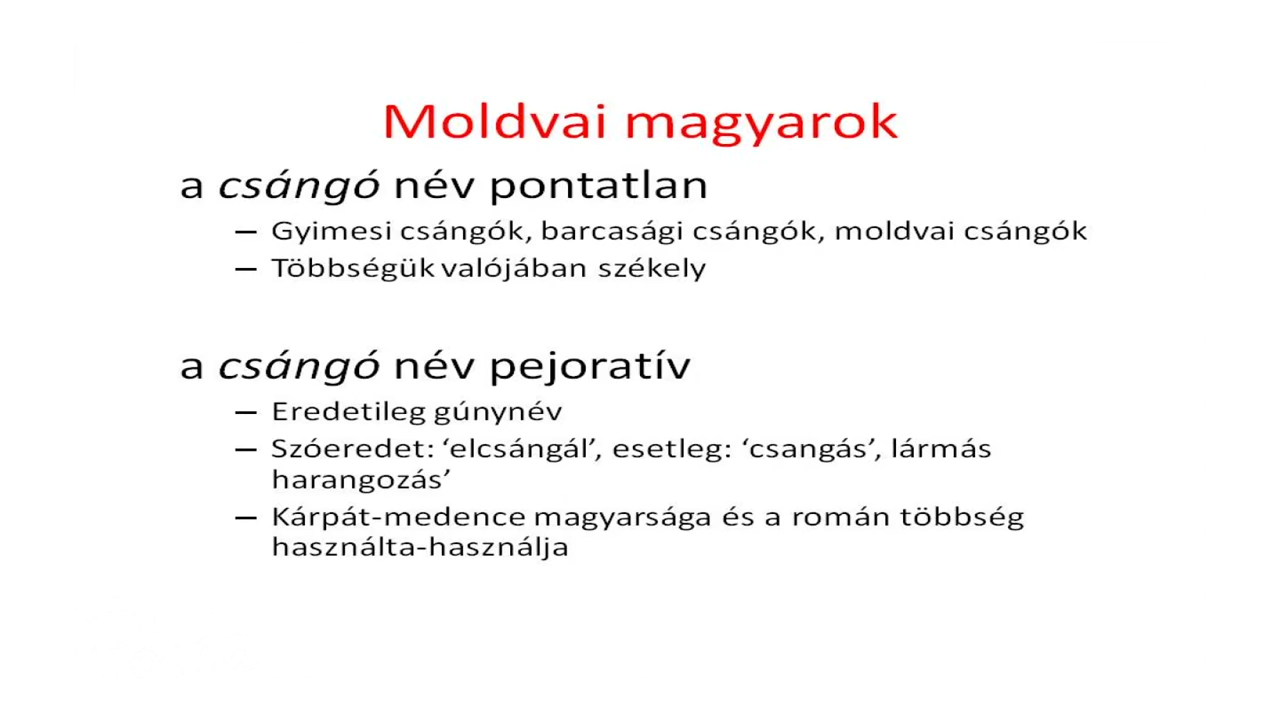 Moldvai magyarok
a csángó név pontatlan
– Gyimesi csángók, barcasági csángók, moldvai csángók
– Többségük valójában székely
a csángó név pejoratív
– Eredetileg gúnynév
– Szóeredet: ‘elcsángál’, esetleg: ‘csangás’, lármás
harangozás’
– Kárpát-medence magyarsága és a román többség
használta-használja